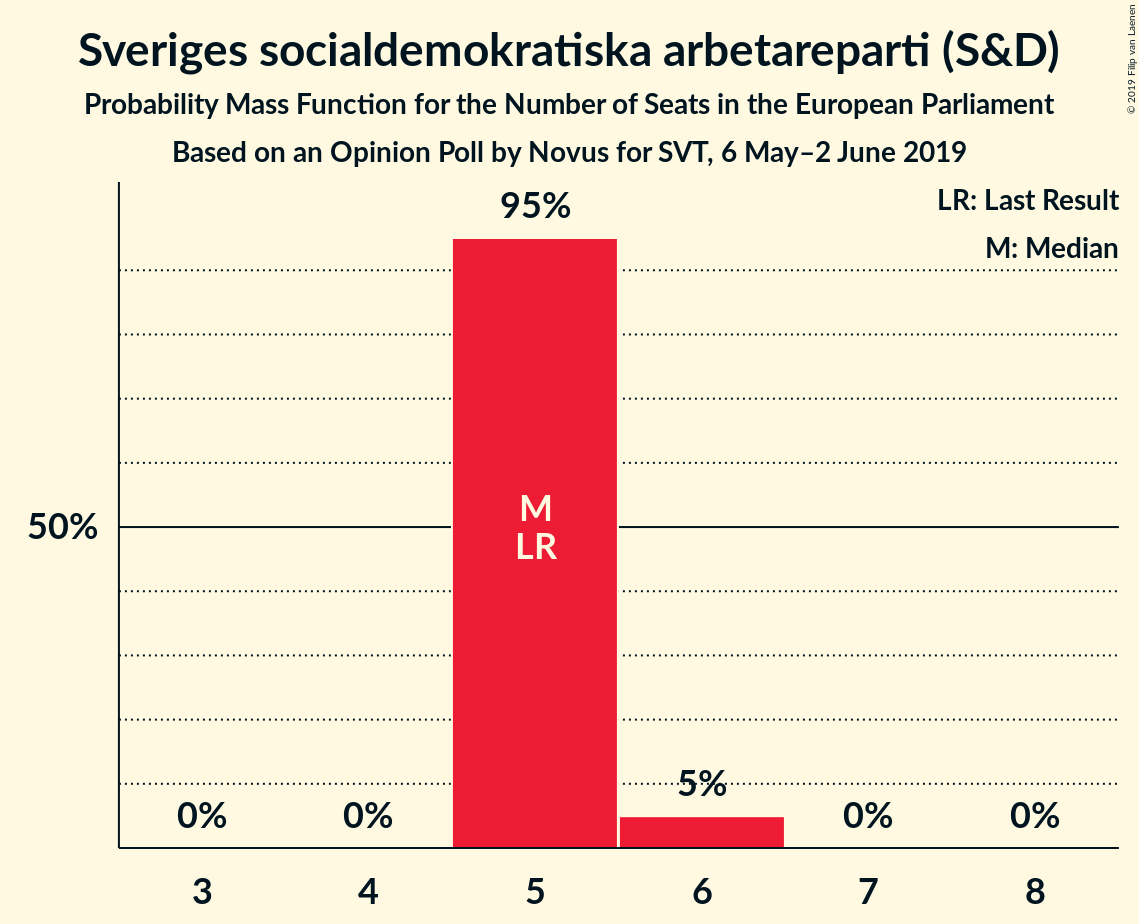 Sveriges socialdemokratiska arbetareparti (S&D)
Probability Mass Function for the Number of Seats in the European Parliament
Based on an Opinion Poll by Novus for SVT, 6 May–2 June 2019
© 2019 Filip van Laenen
LR: Last Result
M: Median
95%
50%
M
LR
0%
0%
5%
0%
0%
3
4
5
6
7
8